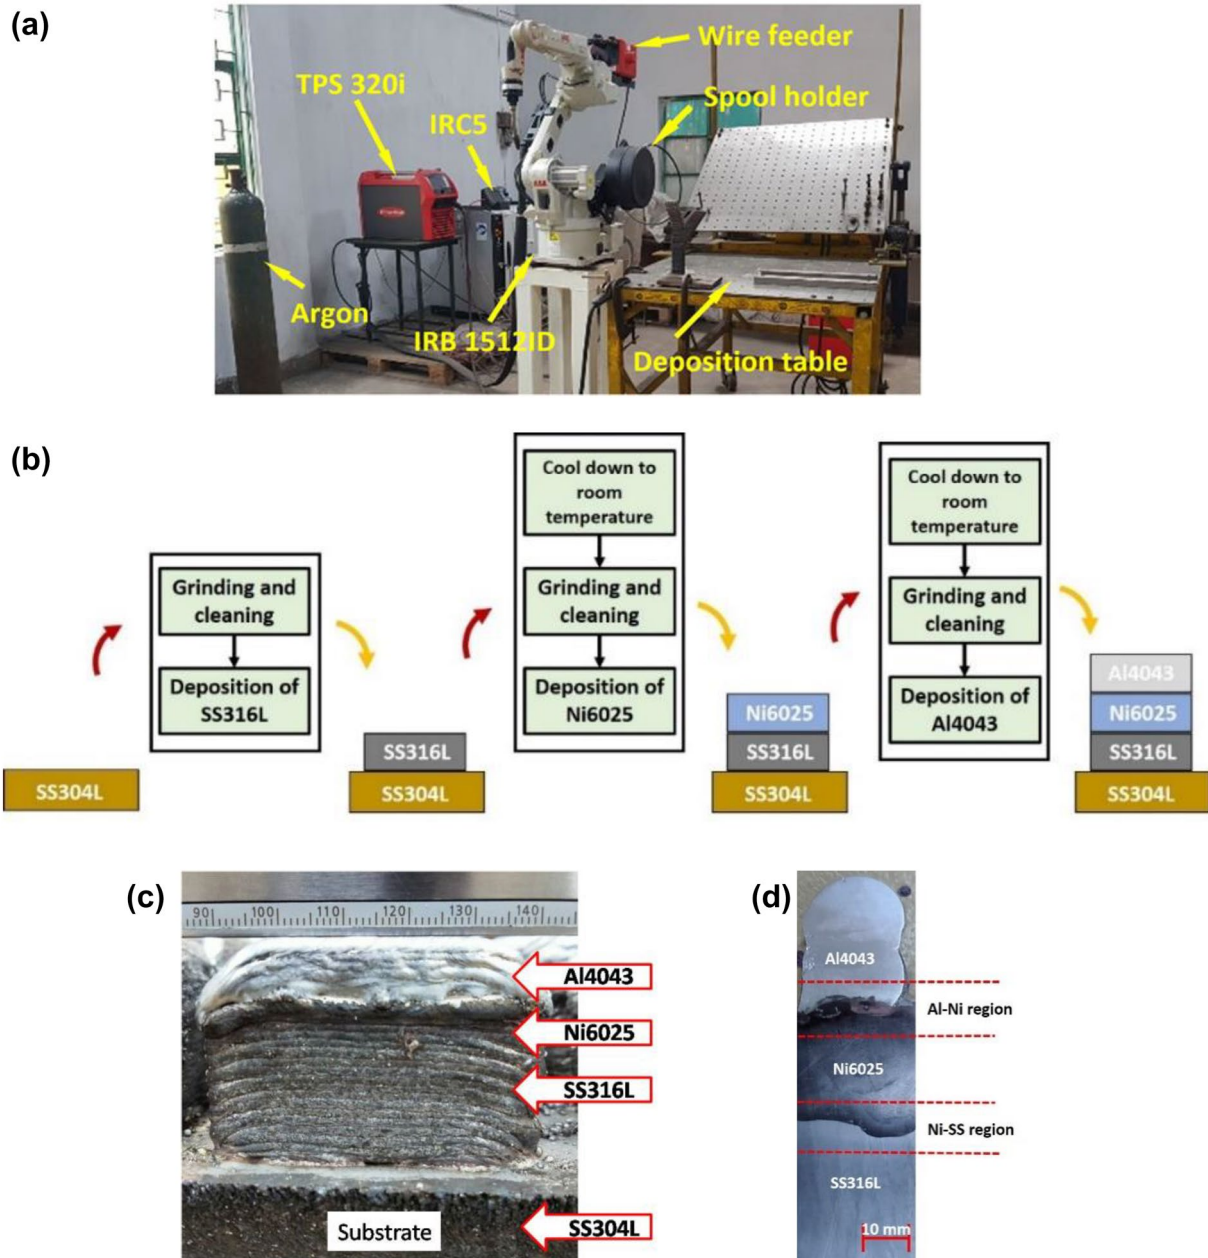 (a)
Wire feeder
TPS 320i
Spool holder
IRC5
Argon
IRB 1512ID
Deposition table
(b)
Grinding and
cleaning
Deposition of
SS316L
Cool down to
room
temperature
Grinding and
cleaning
Deposition of
Ni6025
Cool down to
room
temperature
Grinding and
cleaning
Deposition of
Al4043
SS304L
SS316L
SS304L
Ni6025
SS316L
SS304L
Al4043
Ni6025
SS316L
SS304L
(c)
90 100 110 120 130 140
Al4043
Ni6025
SS316L
Substrate
SS304L
(d)
Al4043
Al-Ni region
Ni6025
Ni-SS region
SS316L
10 mm